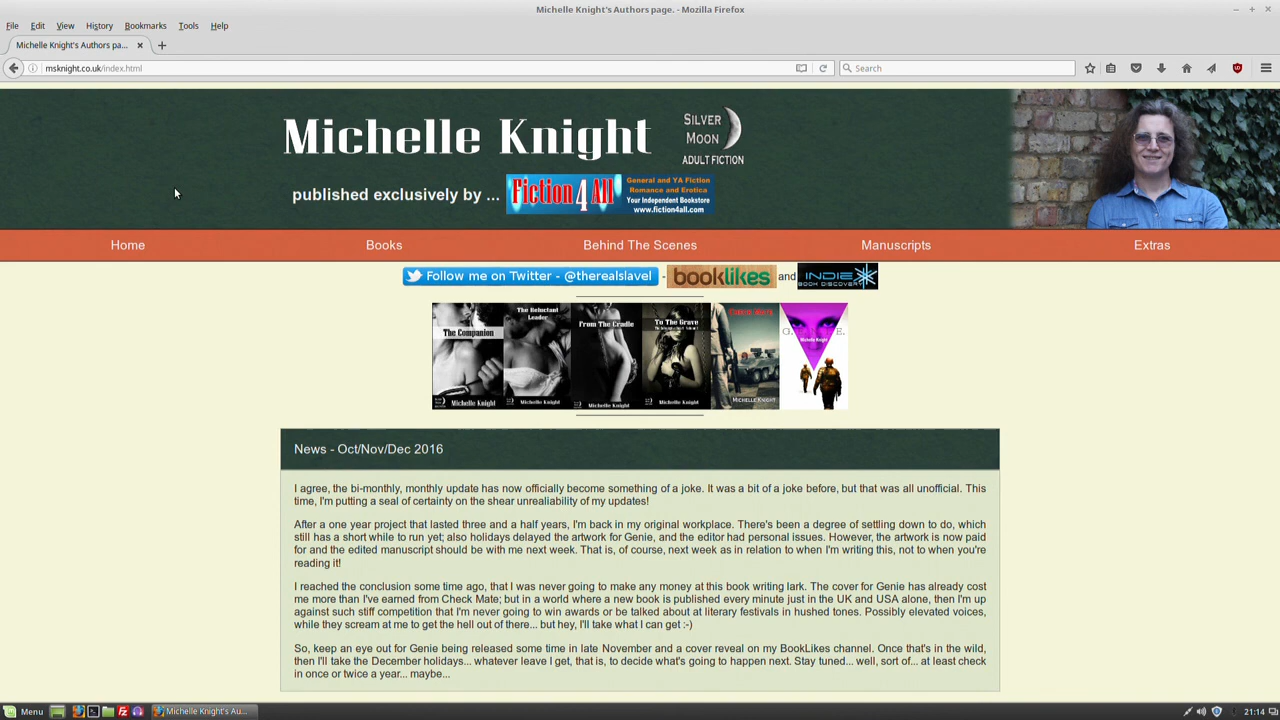 Michelle Knight's Authors page. - Mozilla Firefox
File Edit View History Bookmarks Tools Help
Michelle Knight's Authors pa...
msknight.co.uk/index.html
Search
Michelle Knight
SILVER
MOON
ADULT FICTION
published exclusively by ...
Fiction4All
General and YA Fiction
Romance and Erotica
Your Independent Bookstore
www.fiction4all.com
Home Books Behind The Scenes Manuscripts Extras
Follow me on Twitter - @therealslavel - booklikes and INDIE
BOOK DISCOVERY
The Companion
Michelle Knight
The Reluctant
Leader
Michelle Knight
From The Cradle
Michelle Knight
To The Grave
Michelle Knight
MICHELLE KNIGHT
Michelle Knight
News - Oct/Nov/Dec 2016
I agree, the bi-monthly, monthly update has now officially become something of a joke. It was a bit of a joke before, but that was all unofficial. This
time, I'm putting a seal of certainty on the shear unreliability of my updates!
After a one year project that lasted three and a half years, I'm back in my original workplace. There's been a degree of settling down to do, which
still has a short while to run yet; also holidays delayed the artwork for Genie, and the editor had personal issues. However, the artwork is now paid
for and the edited manuscript should be with me next week. That is, of course, next week as in relation to when I'm writing this, not to when you're
reading it!
I reached the conclusion some time ago, that I was never going to make any money at this book writing lark. The cover for Genie has already cost
me more than I've earned from Check Mate; but in a world where a new book is published every minute just in the UK and USA alone, then I'm up
against such stiff competition that I'm never going to win awards or be talked about at literary festivals in hushed tones. Possibly elevated voices,
while they scream at me to get the hell out of there... but hey, I'll take what I can get :-)
So, keep an eye out for Genie being released some time in late November and a cover reveal on my BookLikes channel. Once that's in the wild,
then I'll take the December holidays... whatever leave I get, that is, to decide what's going to happen next. Stay tuned... well, sort of... at least check
in once or twice a year... maybe...
Menu
Michelle Knight's Au...
21:14